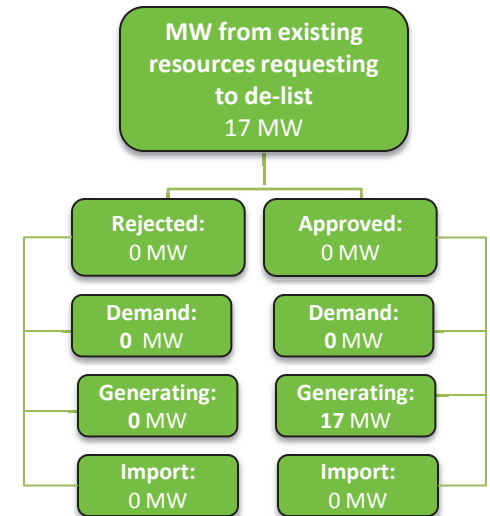 MW from existing
resources requesting
to de-list
17 MW
Rejected:
0 MW
Approved:
0 MW
Demand:
0 MW
Demand:
0 MW
Generating:
0 MW
Generating:
17 MW
Import:
0 MW
Import:
0 MW